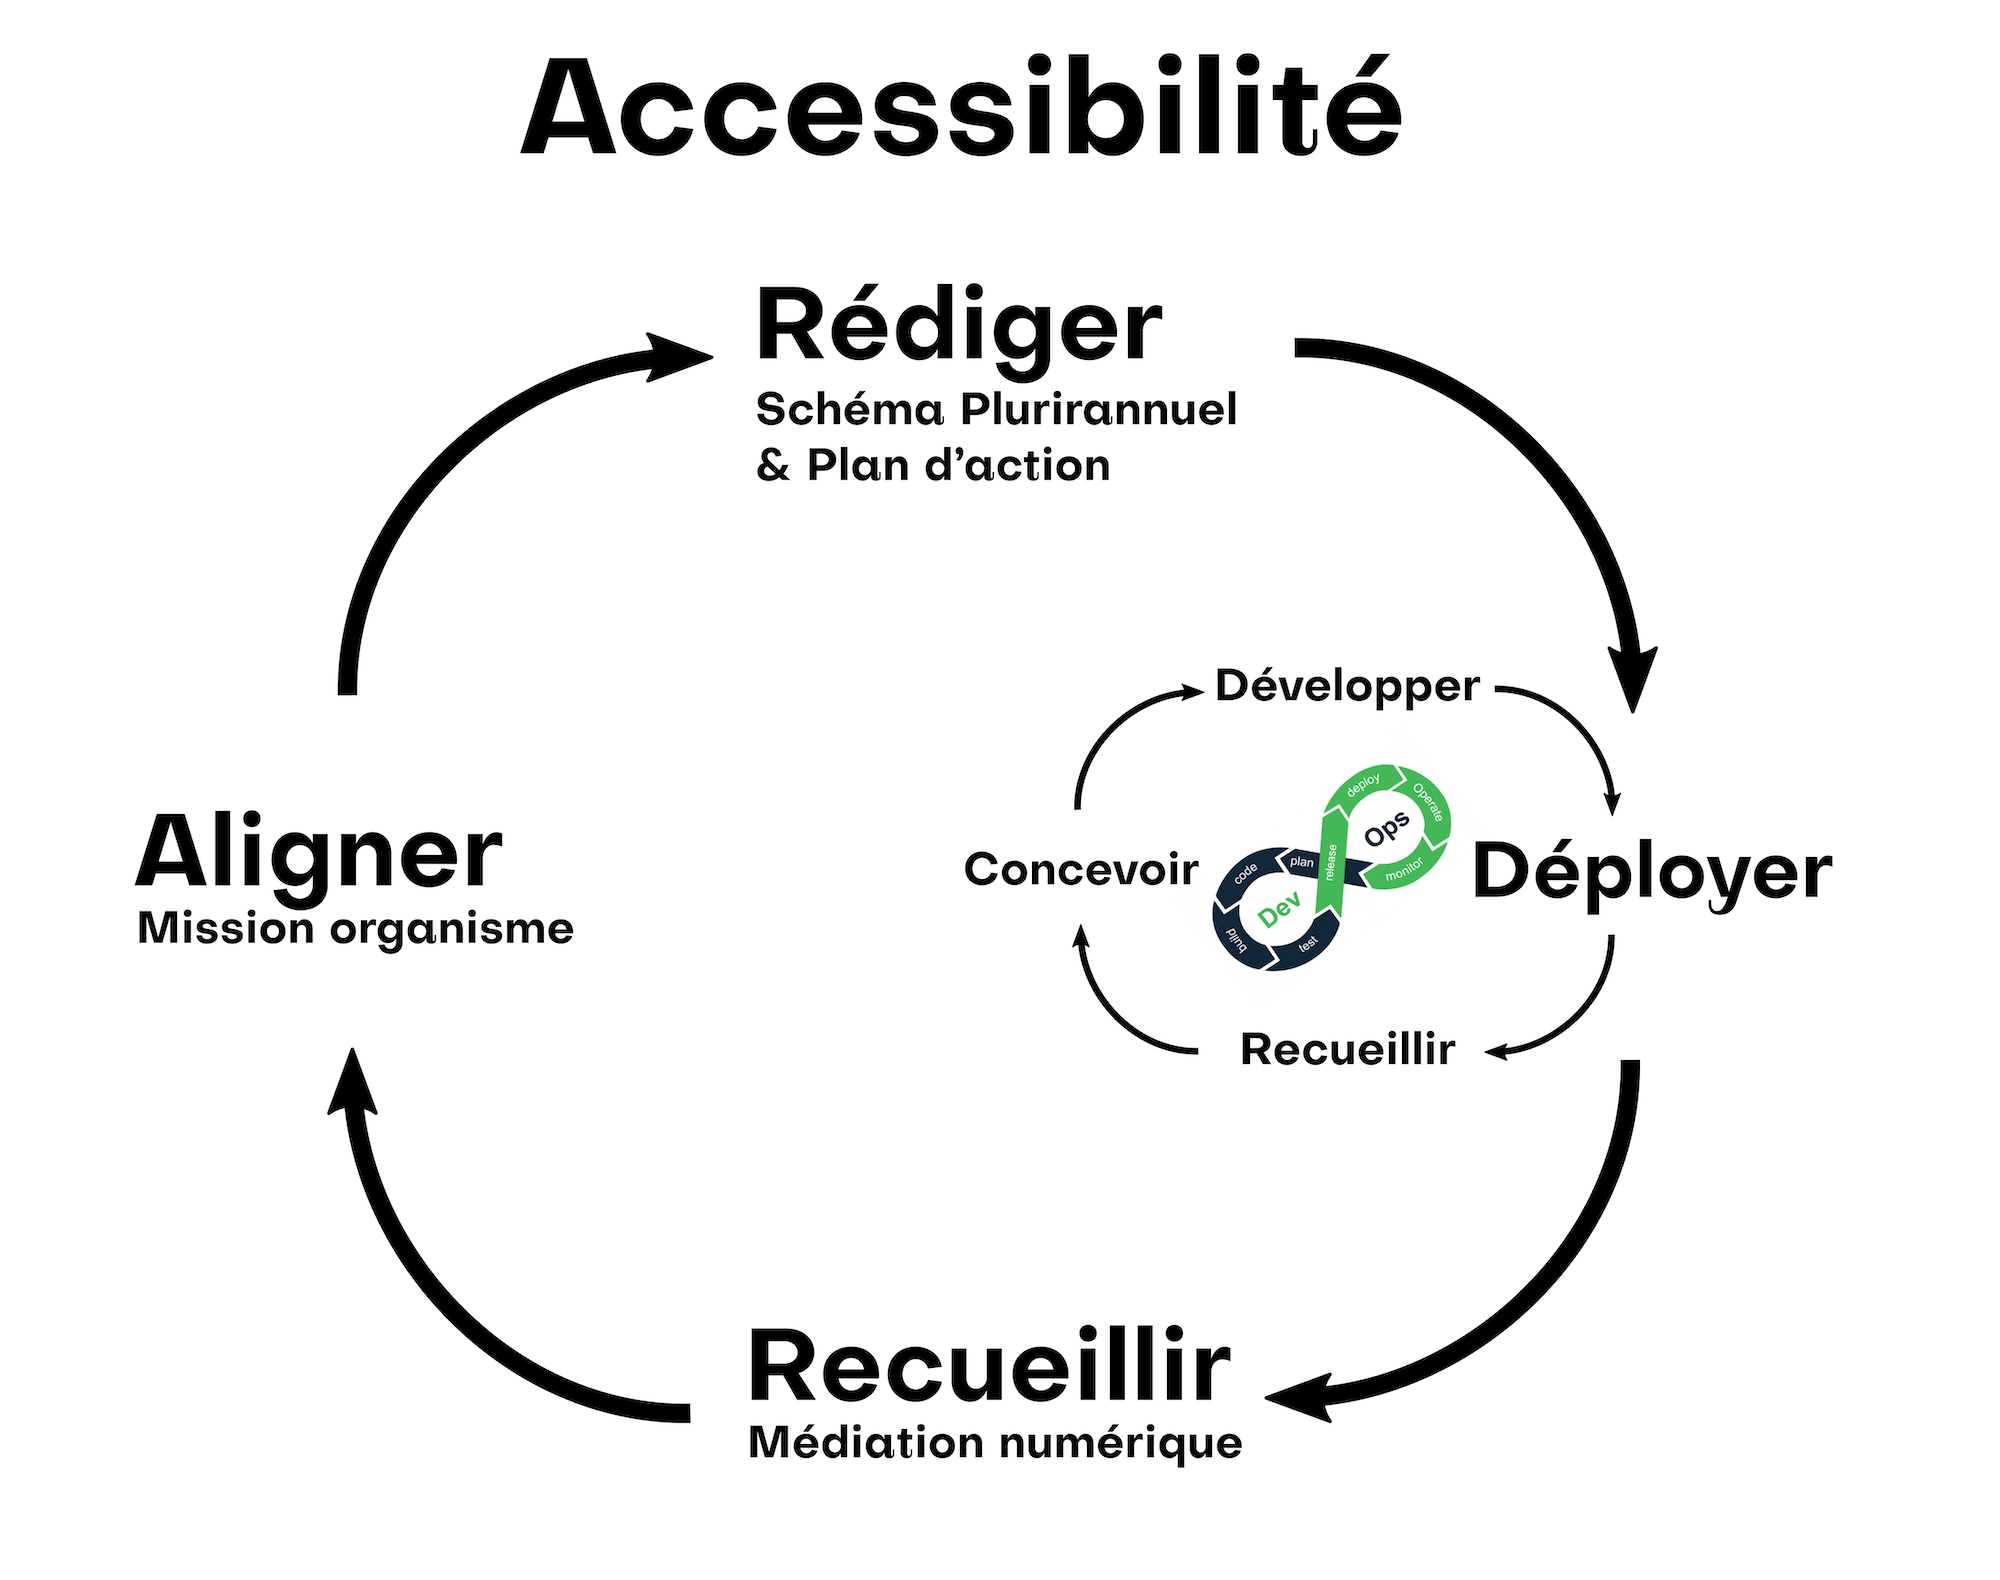 Accessibilité
Rédiger
Schéma Plurirannuel
& Plan d’action
Développer
Aligner
Mission organisme
Concevoir
deploy
Operate
Ops
monitor
release
plan
code
Dev
build
test
Déployer
Recueillir
Recueillir
Médiation numérique